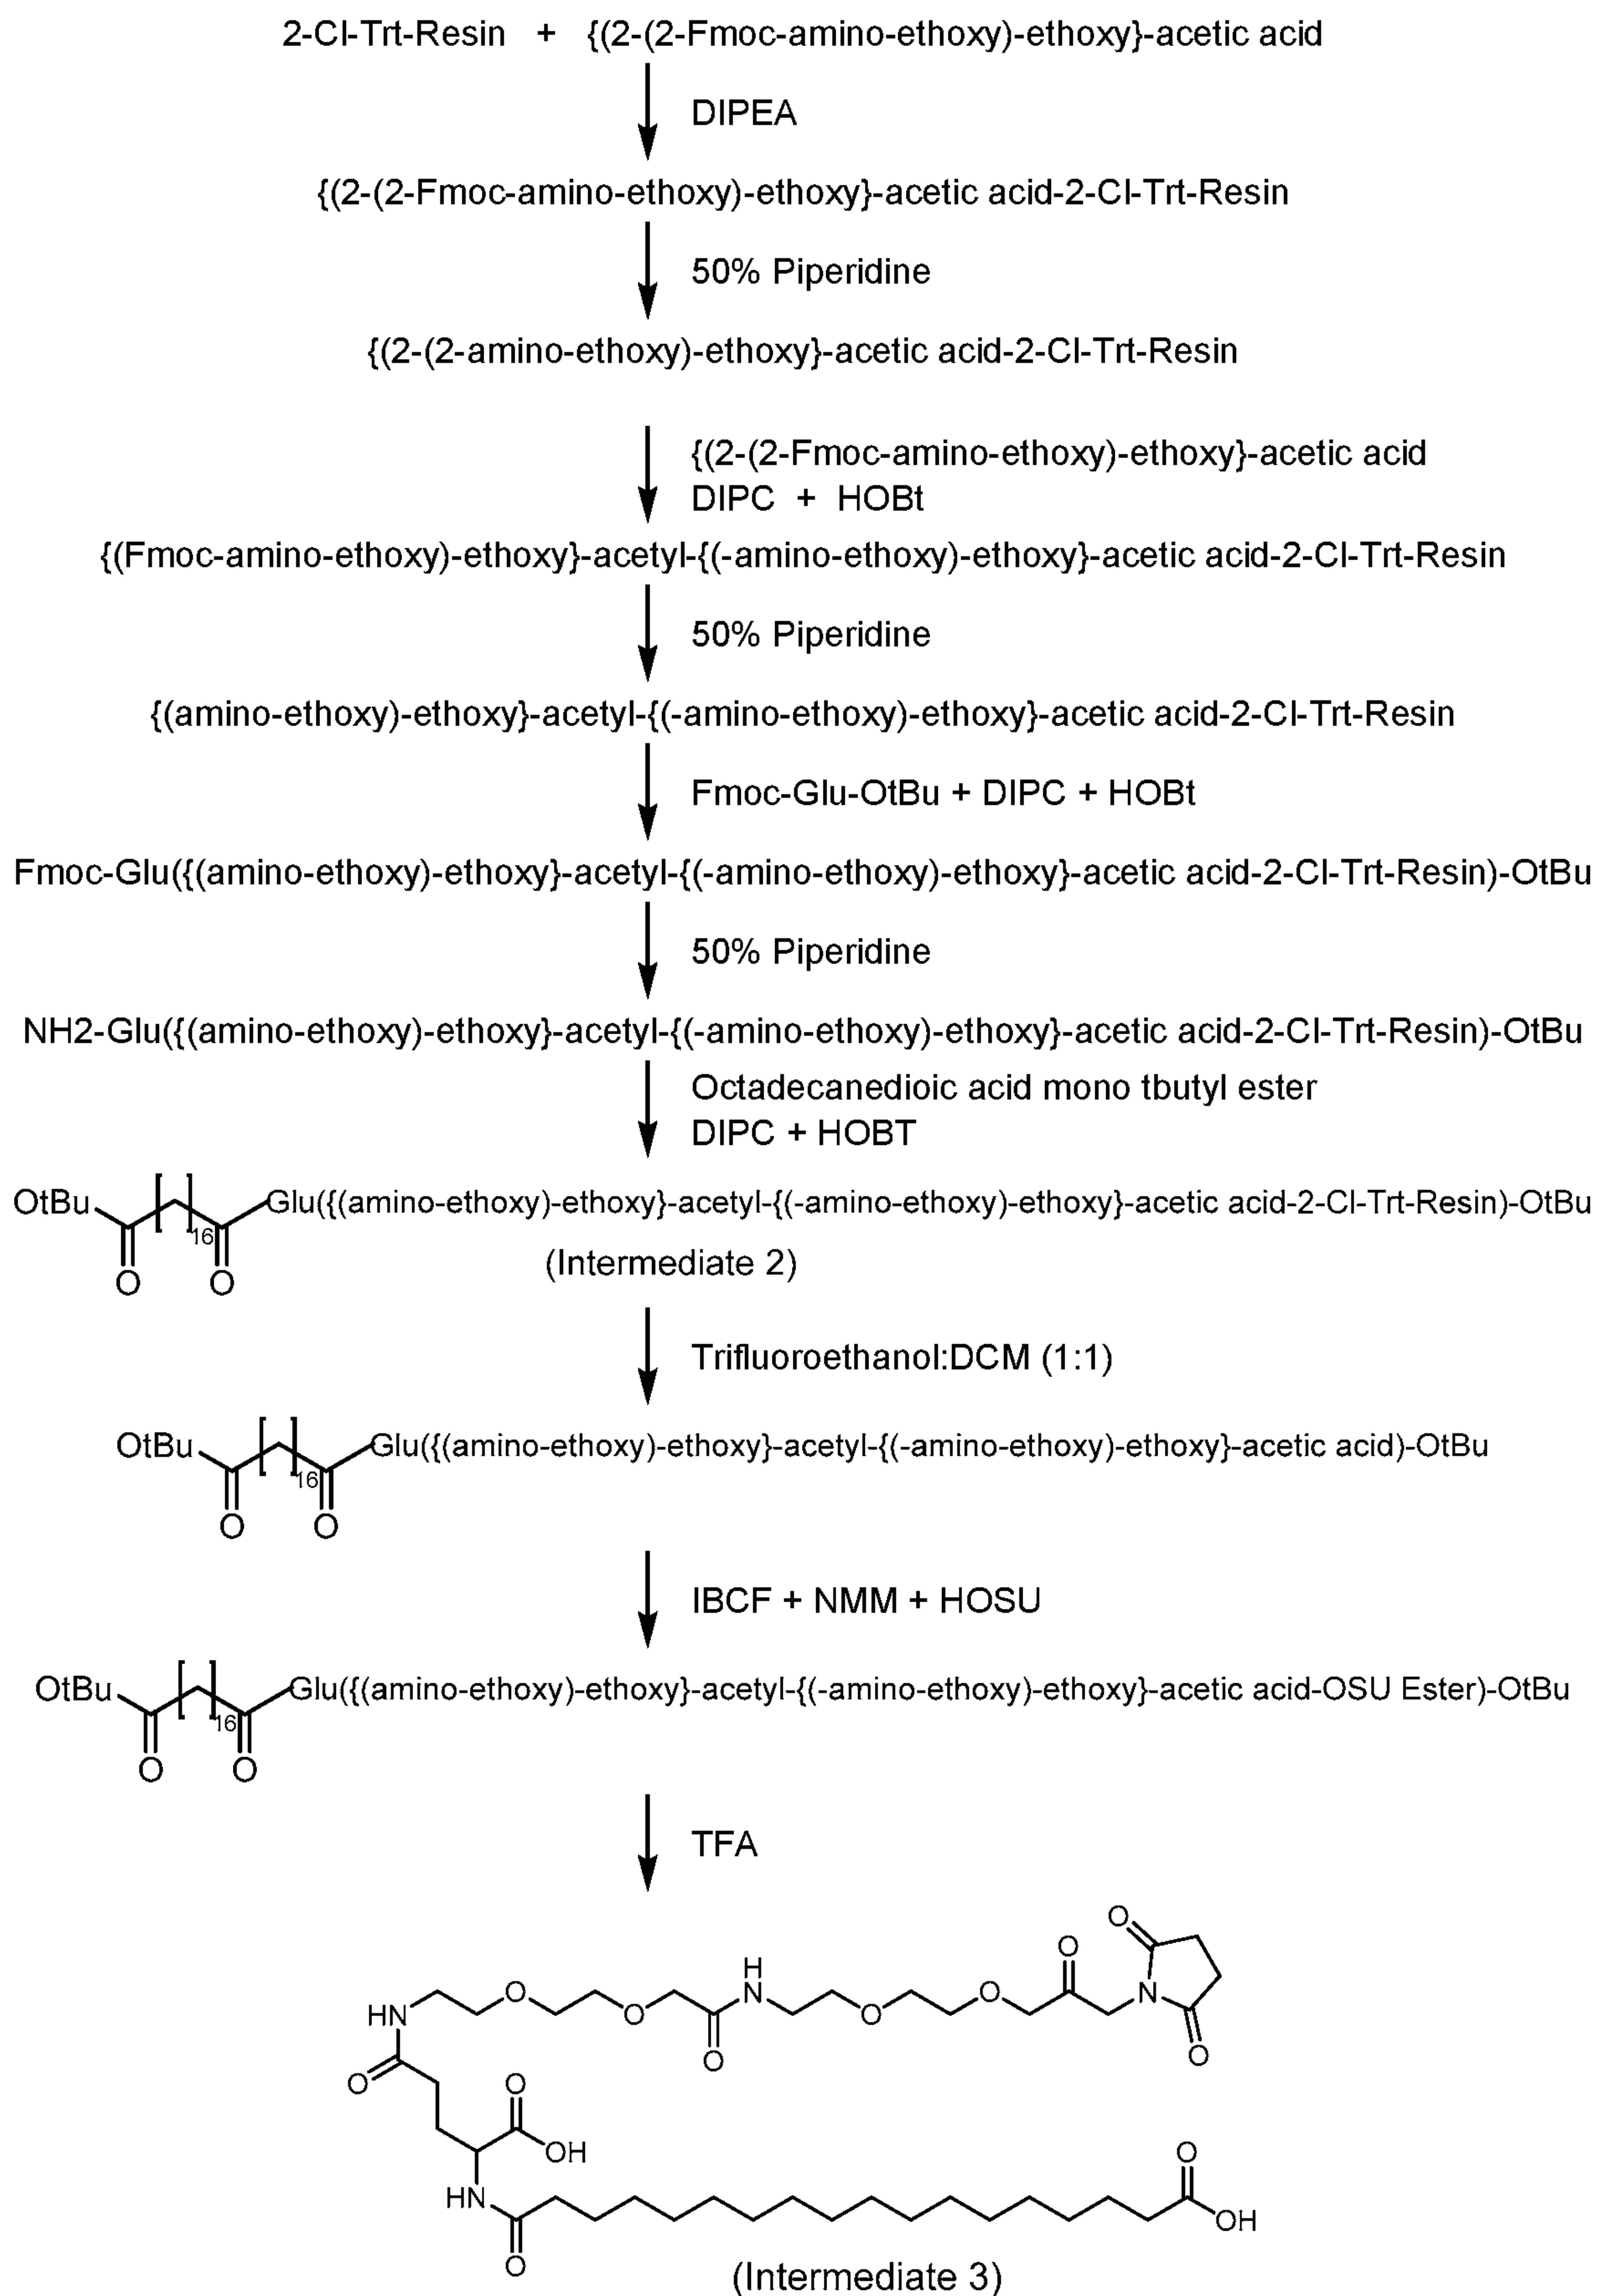 2-Cl-Trt-Resin + {(2-(2-Fmoc-amino-ethoxy)-ethoxy}-acetic acid
DIPEA
{(2-(2-Fmoc-amino-ethoxy)-ethoxy}-acetic acid-2-Cl-Trt-Resin
50% Piperidine
{(2-(2-amino-ethoxy)-ethoxy}-acetic acid-2-Cl-Trt-Resin
{(2-(2-Fmoc-amino-ethoxy)-ethoxy}-acetic acid
DIPC + HOBt
{(Fmoc-amino-ethoxy)-ethoxy}-acetyl-{(-amino-ethoxy)-ethoxy}-acetic acid-2-Cl-Trt-Resin
50% Piperidine
{(amino-ethoxy)-ethoxy}-acetyl-{(-amino-ethoxy)-ethoxy}-acetic acid-2-Cl-Trt-Resin
Fmoc-Glu-OtBu + DIPC + HOBt
Fmoc-Glu({(amino-ethoxy)-ethoxy}-acetyl-{(-amino-ethoxy)-ethoxy}-acetic acid-2-Cl-Trt-Resin)-OtBu
50% Piperidine
NH2-Glu({(amino-ethoxy)-ethoxy}-acetyl-{(-amino-ethoxy)-ethoxy}-acetic acid-2-Cl-Trt-Resin)-OtBu
Octadecanedioic acid mono tbutyl ester
DIPC + HOBT
OtBu Glu({(amino-ethoxy)-ethoxy}-acetyl-{(-amino-ethoxy)-ethoxy}-acetic acid-2-Cl-Trt-Resin)-OtBu
16
O O
(Intermediate 2)
Trifluoroethanol:DCM (1:1)
OtBu Glu({(amino-ethoxy)-ethoxy}-acetyl-{(-amino-ethoxy)-ethoxy}-acetic acid)-OtBu
16
O O
IBCF + NMM + HOSU
OtBu Glu({(amino-ethoxy)-ethoxy}-acetyl-{(-amino-ethoxy)-ethoxy}-acetic acid-OSU Ester)-OtBu
16
O O
TFA
O
O
H
HN O N O N
O O
O O
O O
OH
O
HN OH
O
(Intermediate 3)